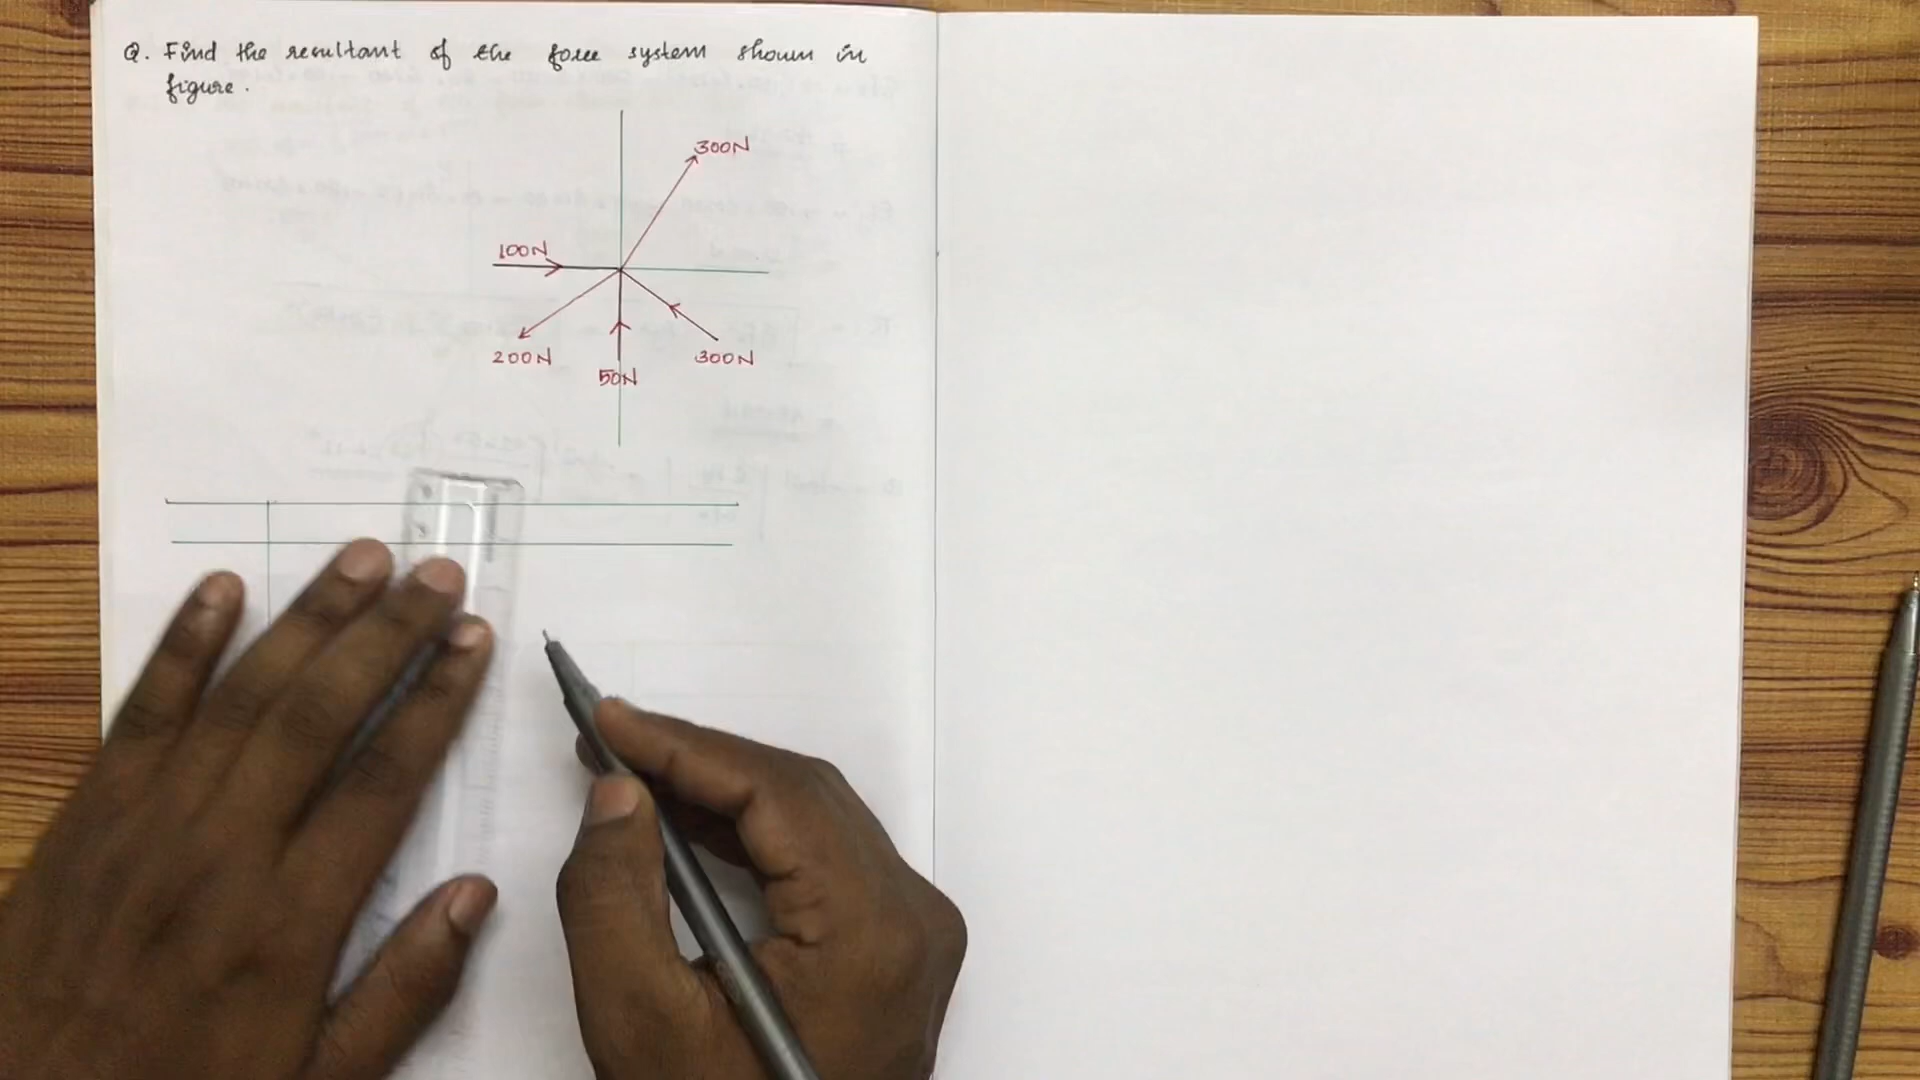 Q. Find the resultant of the force system shown in
figure.
300N
100N
200N
300N
50N